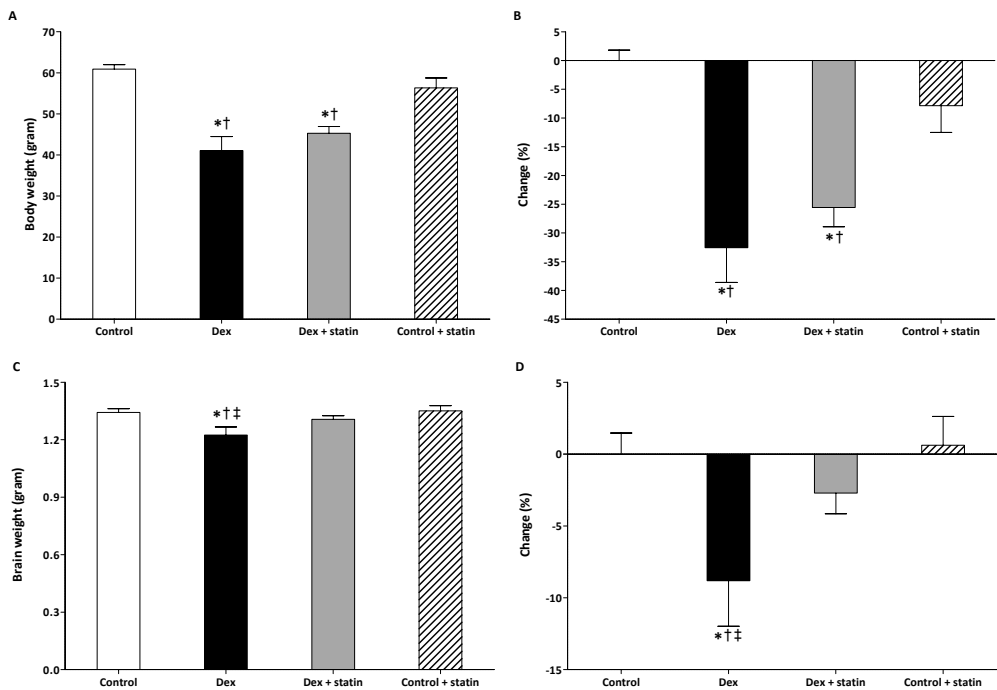 A
Body weight (gram)
70
60
50
40
30
20
10
0
*†
*†
Control
Dex
Dex + statin
Control + statin
B
Change (%)
5
0
-5
-10
-15
-20
-25
-30
-35
-40
-45
*†
*†
Control
Dex
Dex + statin
Control + statin
C
Brain weight (gram)
1.5
1.2
0.9
0.6
0.3
0.0
*†‡
Control
Dex
Dex + statin
Control + statin
D
Change (%)
5
0
-5
-10
-15
*†‡
Control
Dex
Dex + statin
Control + statin